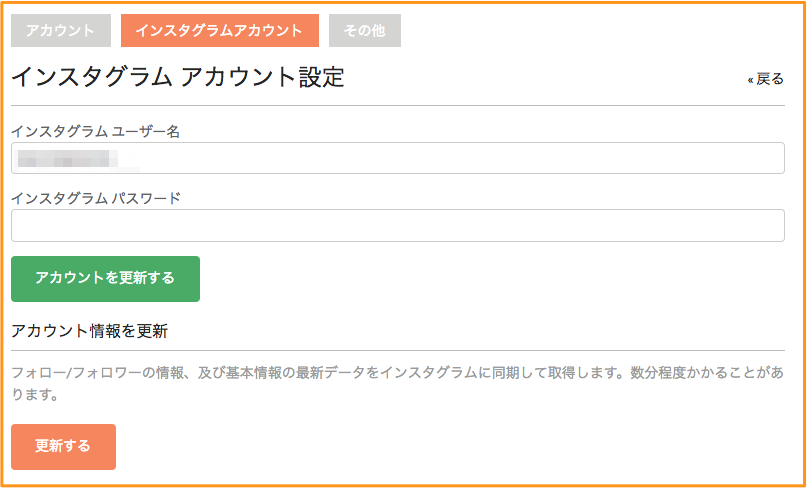 アカウント
インスタグラムアカウント
その他
インスタグラム アカウント設定
« 戻る
インスタグラム ユーザー名
インスタグラム パスワード
アカウントを更新する
アカウント情報を更新
フォロー/フォロワーの情報、及び基本情報の最新データをインスタグラムに同期して取得します。数分程度かかることがあ
ります。
更新する